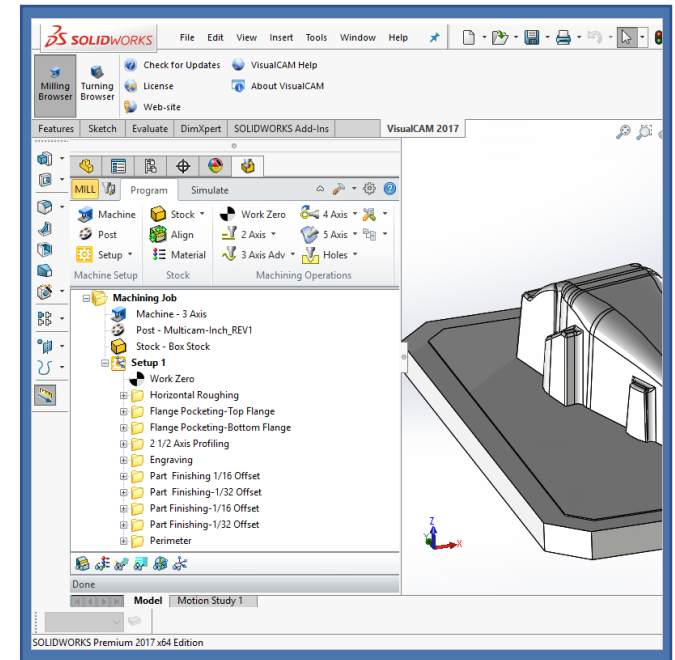 SOLIDWORKS File Edit View Insert Tools Window Help
Milling Browser
Turning Browser
Check for Updates VisualCAM Help
License About VisualCAM
Web-site
Features Sketch Evaluate DimXpert SOLIDWORKS Add-Ins VisualCAM 2017
MILL Program Simulate
Machine Stock Work Zero 4 Axis
Post Align 2 Axis 5 Axis
Setup Material 3 Axis Adv Holes
Machine Setup Stock Machining Operations
Machining Job
Machine - 3 Axis
Post - Multicam-Inch_REV1
Stock - Box Stock
Setup 1
Work Zero
Horizontal Roughing
Flange Pocketing-Top Flange
Flange Pocketing-Bottom Flange
2 1/2 Axis Profiling
Engraving
Part Finishing 1/16 Offset
Part Finishing-1/32 Offset
Part Finishing-1/16 Offset
Part Finishing-1/32 Offset
Perimeter
Z
Y
X
Done
Model Motion Study 1
SOLIDWORKS Premium 2017 x64 Edition